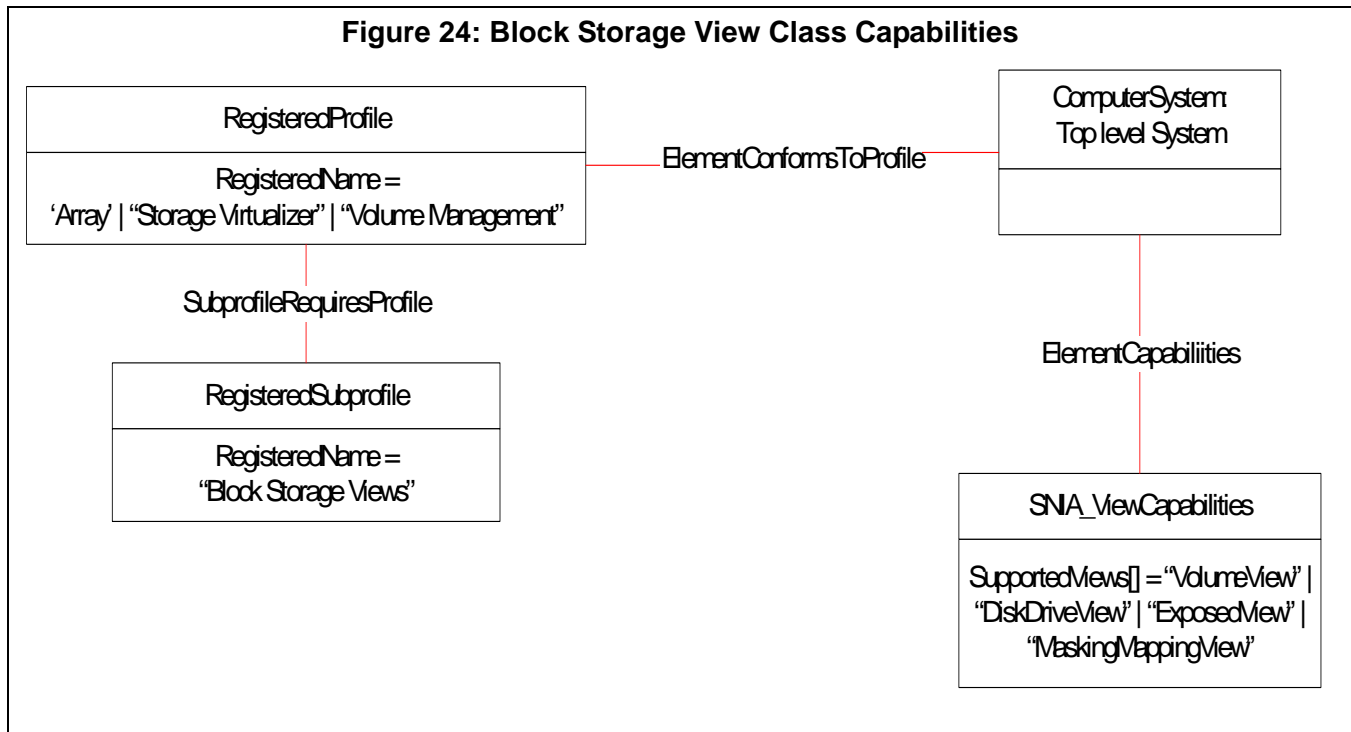 Figure 24: Block Storage View Class Capabilities
RegisteredProfile
RegisteredName =
‘Array’ | “Storage Virtualizer” | “Volume Management”
ElementConformsToProfile
ComputerSystem:
Top level System
SubprofileRequiresProfile
ElementCapabiliities
RegisteredSubprofile
RegisteredName =
“Block Storage Views”
SNIA_ViewCapabilities
SupportedViews[] = “VolumeView” |
“DiskDriveView” | “ExposedView” |
“MaskingMappingView”